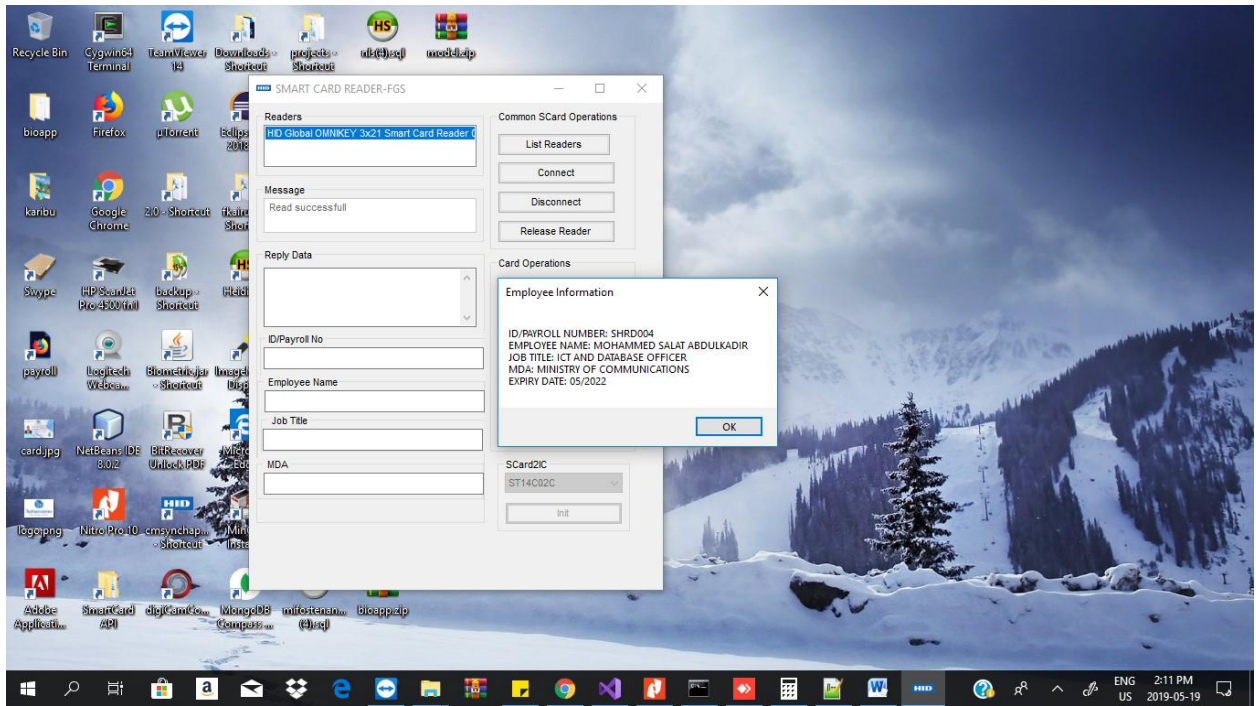 Recycle Bin
Cygwin64
Terminal
TeamViewer
14
Downloads -
Shortcut
projects -
Shortcut
model.zip
bioapp
Firefox
µTorrent
karibu
Google
Chrome
2.0 - Shortcut
Swype
HP ScanJet
Pro 4500 fn1
backup -
Shortcut
payroll
Logitech
Webca...
Biometric.jar
- Shortcut
card.jpg
NetBeans IDE
8.0.2
BitRecover
Unlock PDF
logo.png
Nitro Pro 10
cmsynchap...
- Shortcut
Adobe
Applicati...
SmartCard
API
digiCamCo...
MongoDB
Compass ...
bioapp.zip
SMART CARD READER-FGS
Readers
HID Global OMNIKEY 3x21 Smart Card Reader
Message
Read successfull
Reply Data
ID/Payroll No
Employee Name
Job Title
MDA
Common SCard Operations
List Readers
Connect
Disconnect
Release Reader
Card Operations
Employee Information
ID/PAYROLL NUMBER: SHRD004
EMPLOYEE NAME: MOHAMMED SALAT ABDULKADIR
JOB TITLE: ICT AND DATABASE OFFICER
MDA: MINISTRY OF COMMUNICATIONS
EXPIRY DATE: 05/2022
OK
SCard2IC
ST14C02C
Init
ENG
US
2:11 PM
2019-05-19